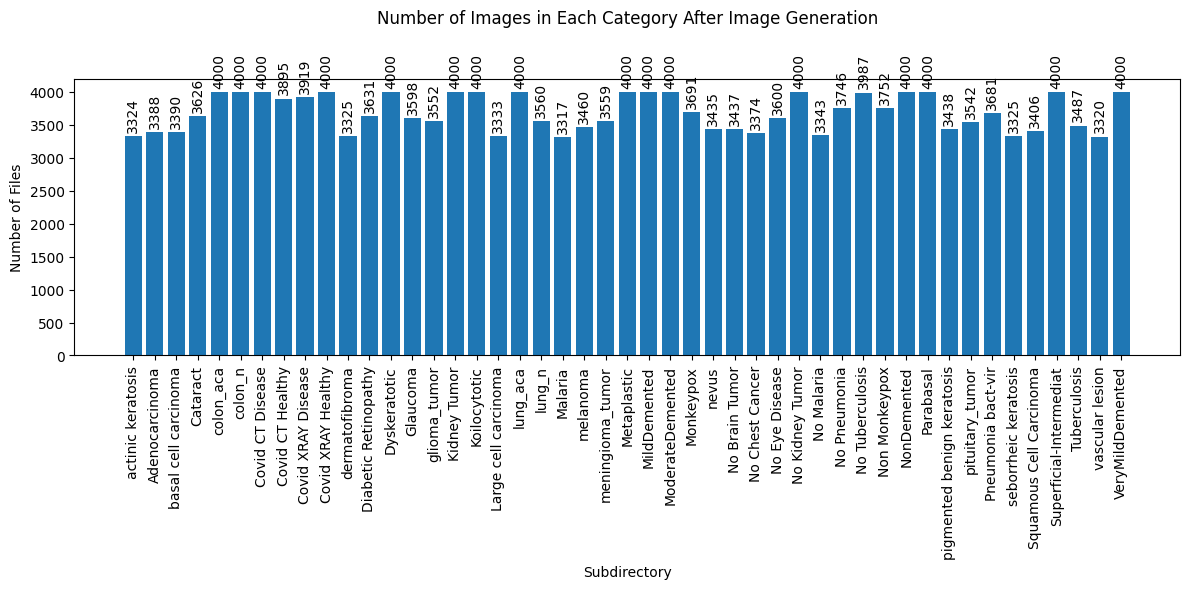 Number of Images in Each Category After Image Generation
Number of Files
4000
3500
3000
2500
2000
1500
1000
500
0
3324
3388
3390
3626
4000
4000
4000
3895
3919
4000
3325
3631
4000
3598
3552
4000
4000
3333
4000
3560
3317
3460
3559
4000
4000
4000
3691
3435
3437
3374
3600
4000
3343
3746
3987
3752
4000
4000
3438
3542
3681
3325
3406
4000
3487
3320
4000
actinic keratosis
Adenocarcinoma
basal cell carcinoma
Cataract
colon_aca
colon_n
Covid CT Disease
Covid CT Healthy
Covid XRAY Disease
Covid XRAY Healthy
dermatofibroma
Diabetic Retinopathy
Dyskeratotic
Glaucoma
glioma_tumor
Kidney Tumor
Koilocytotic
Large cell carcinoma
lung_aca
lung_n
Malaria
melanoma
meningioma_tumor
Metaplastic
MildDemented
ModerateDemented
Monkeypox
nevus
No Brain Tumor
No Chest Cancer
No Eye Disease
No Kidney Tumor
No Malaria
No Pneumonia
No Tuberculosis
Non Monkeypox
NonDemented
Parabasal
pigmented benign keratosis
pituitary_tumor
Pneumonia bact-vir
seborrheic keratosis
Squamous Cell Carcinoma
Superficial-Intermediat
Tuberculosis
vascular lesion
VeryMildDemented
Subdirectory